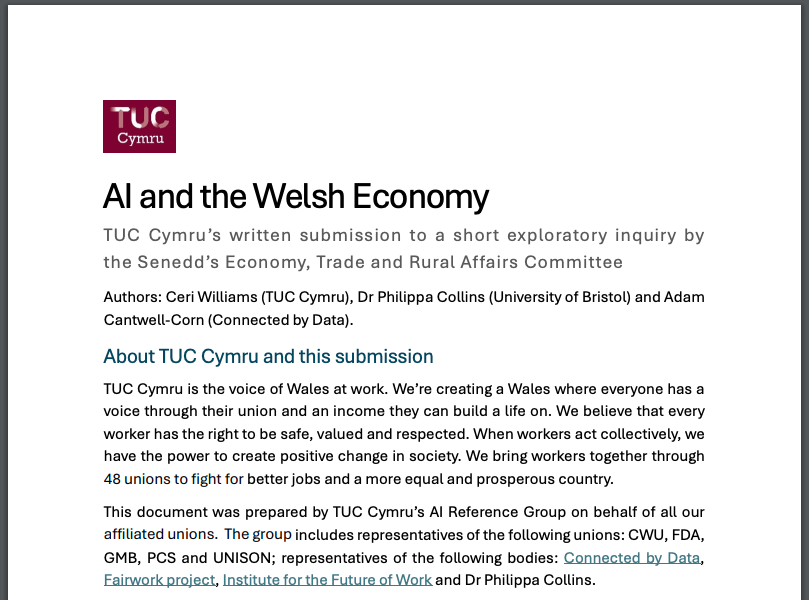 TUC
Cymru
AI and the Welsh Economy
TUC Cymru’s written submission to a short exploratory inquiry by
the Senedd’s Economy, Trade and Rural Affairs Committee
Authors: Ceri Williams (TUC Cymru), Dr Philippa Collins (University of Bristol) and Adam
Cantwell-Corn (Connected by Data).
About TUC Cymru and this submission
TUC Cymru is the voice of Wales at work. We’re creating a Wales where everyone has a
voice through their union and an income they can build a life on. We believe that every
worker has the right to be safe, valued and respected. When workers act collectively, we
have the power to create positive change in society. We bring workers together through
48 unions to fight for better jobs and a more equal and prosperous country.
This document was prepared by TUC Cymru’s AI Reference Group on behalf of all our
affiliated unions. The group includes representatives of the following unions: CWU, FDA,
GMB, PCS and UNISON; representatives of the following bodies: Connected by Data,
Fairwork project, Institute for the Future of Work and Dr Philippa Collins.